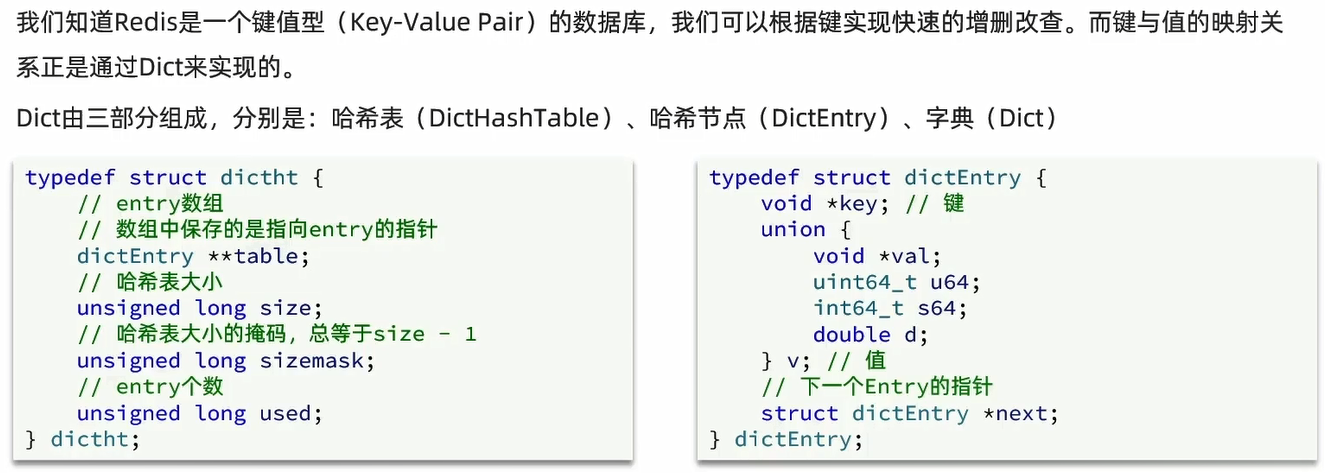 我们知道Redis是一个键值型（Key-Value Pair）的数据库，我们可以根据键实现快速的增删改查。而键与值的映射关
系正是通过Dict来实现的。
Dict由三部分组成，分别是：哈希表（DictHashTable）、哈希节点（DictEntry）、字典（Dict）
typedef struct dictht {
    // entry数组
    // 数组中保存的是指向entry的指针
    dictEntry **table;
    // 哈希表大小
    unsigned long size;
    // 哈希表大小的掩码，总等于size - 1
    unsigned long sizemask;
    // entry个数
    unsigned long used;
} dictht;
typedef struct dictEntry {
    void *key; // 键
    union {
        void *val;
        uint64_t u64;
        int64_t s64;
        double d;
    } v; // 值
    // 下一个Entry的指针
    struct dictEntry *next;
} dictEntry;